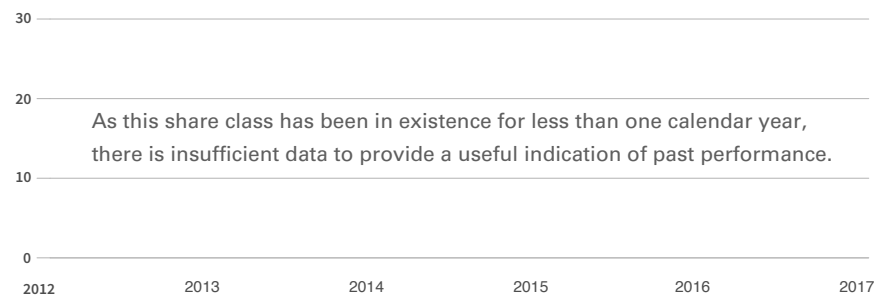 30
20
As this share class has been in existence for less than one calendar year,
there is insufficient data to provide a useful indication of past performance.
10
0
2012 2013 2014 2015 2016 2017